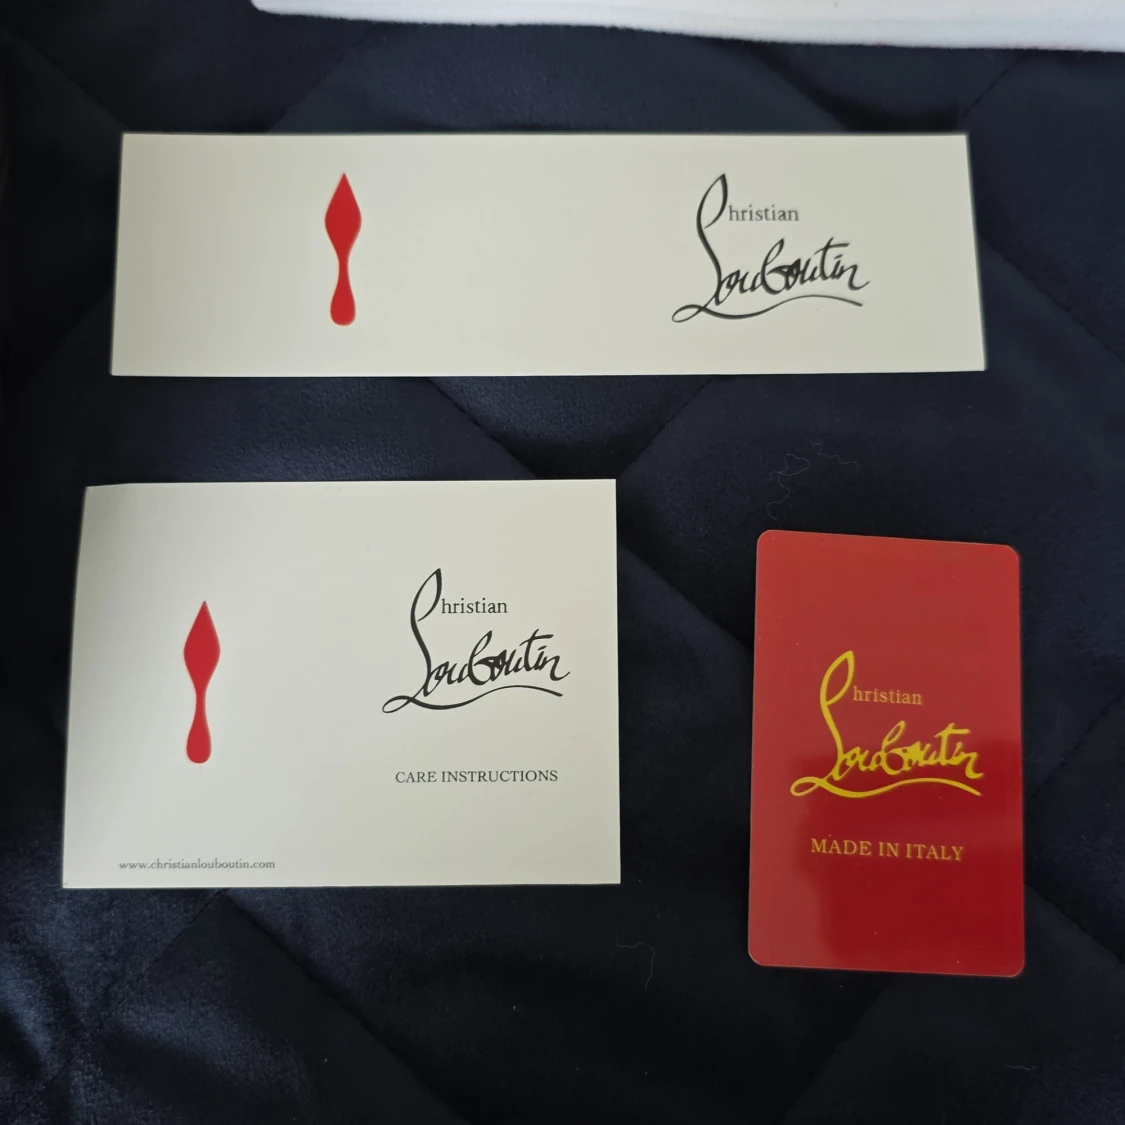 Christian
Louboutin
Christian
Louboutin
CARE INSTRUCTIONS
www.christianlouboutin.com
Christian
Louboutin
MADE IN ITALY